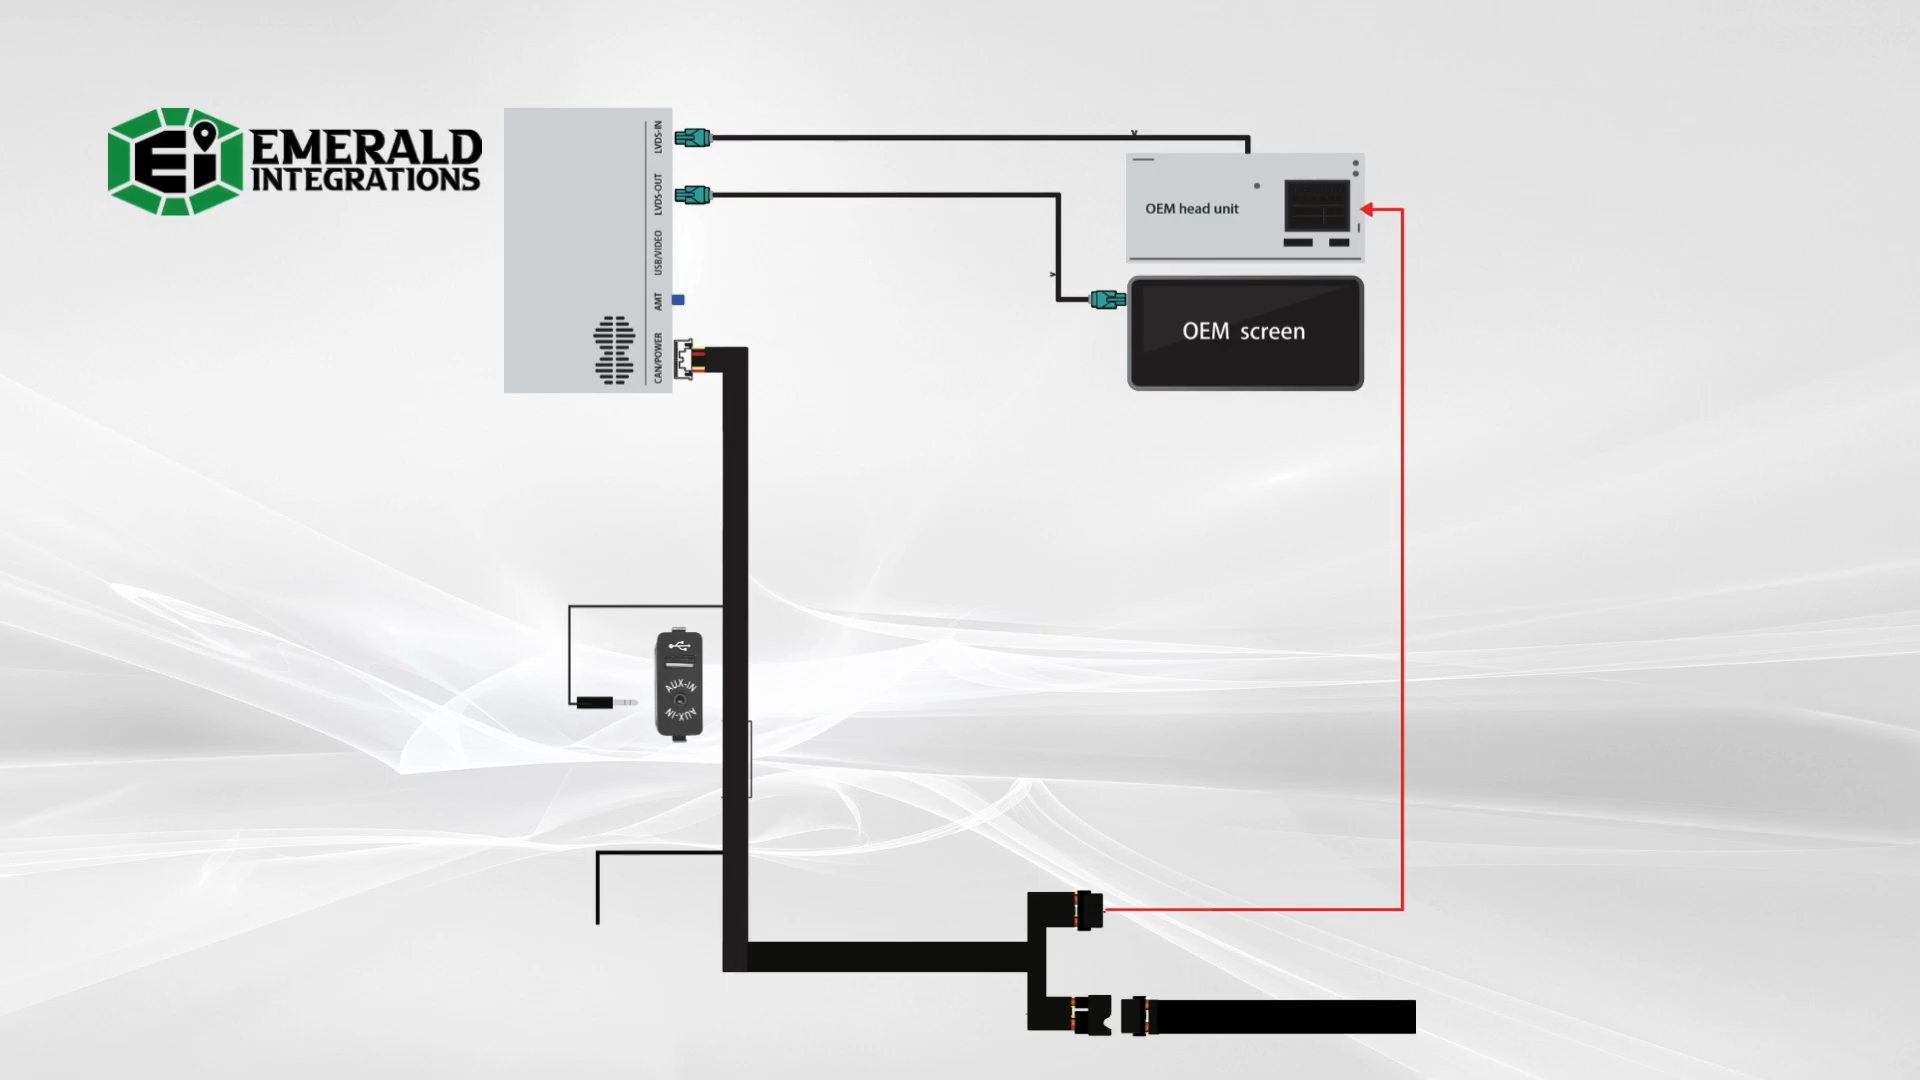 Ei EMERALD
INTEGRATIONS
LVDS-IN
LVDS-OUT
USB/VIDEO
AMT
CAN/POWER
OEM head unit
OEM screen
AUX-IN
AUX-IN